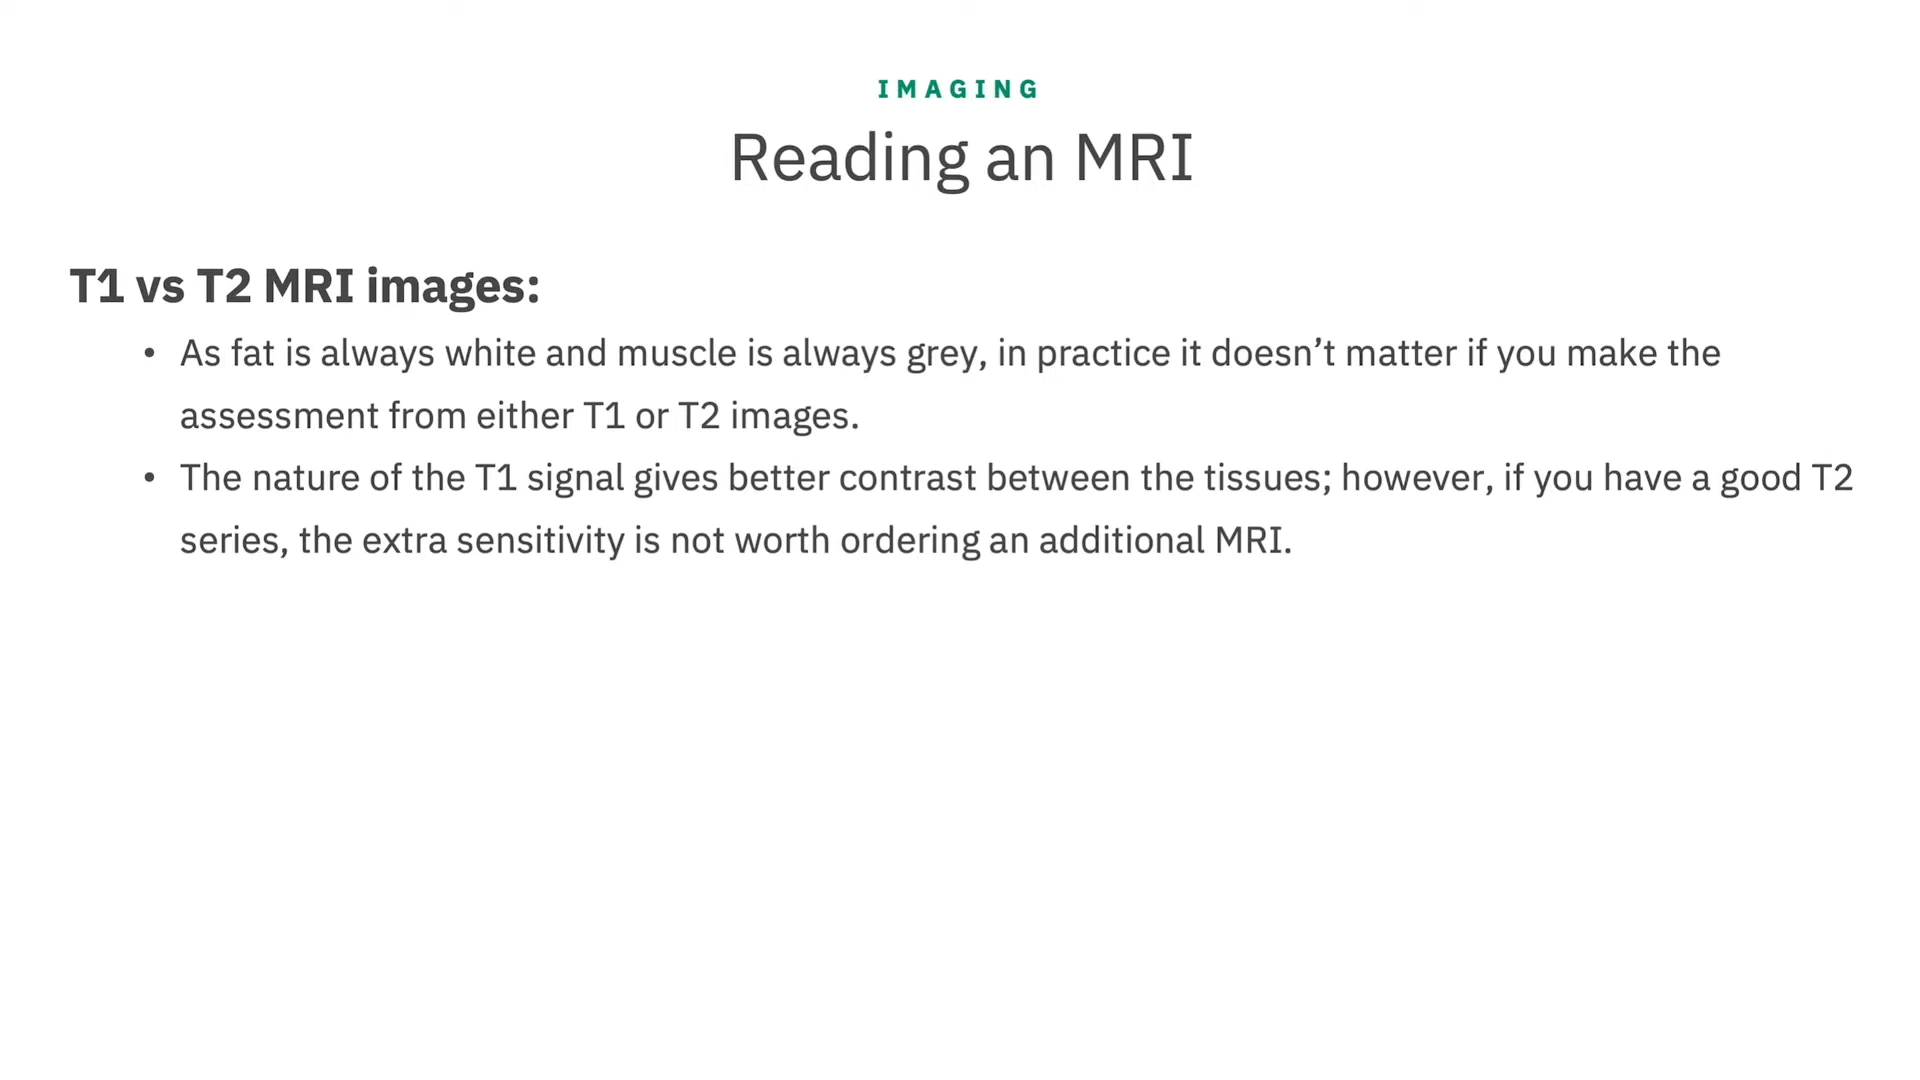 IMAGING
Reading an MRI
T1 vs T2 MRI images:
• As fat is always white and muscle is always grey, in practice it doesn’t matter if you make the
assessment from either T1 or T2 images.
• The nature of the T1 signal gives better contrast between the tissues; however, if you have a good T2
series, the extra sensitivity is not worth ordering an additional MRI.